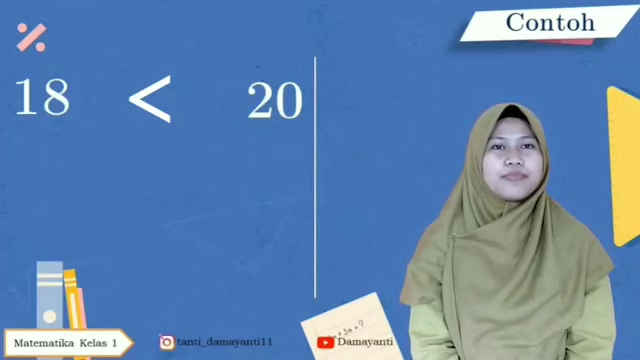 Contoh
18 < 20
Matematika Kelas 1
tanti_damayanti11
Damayanti